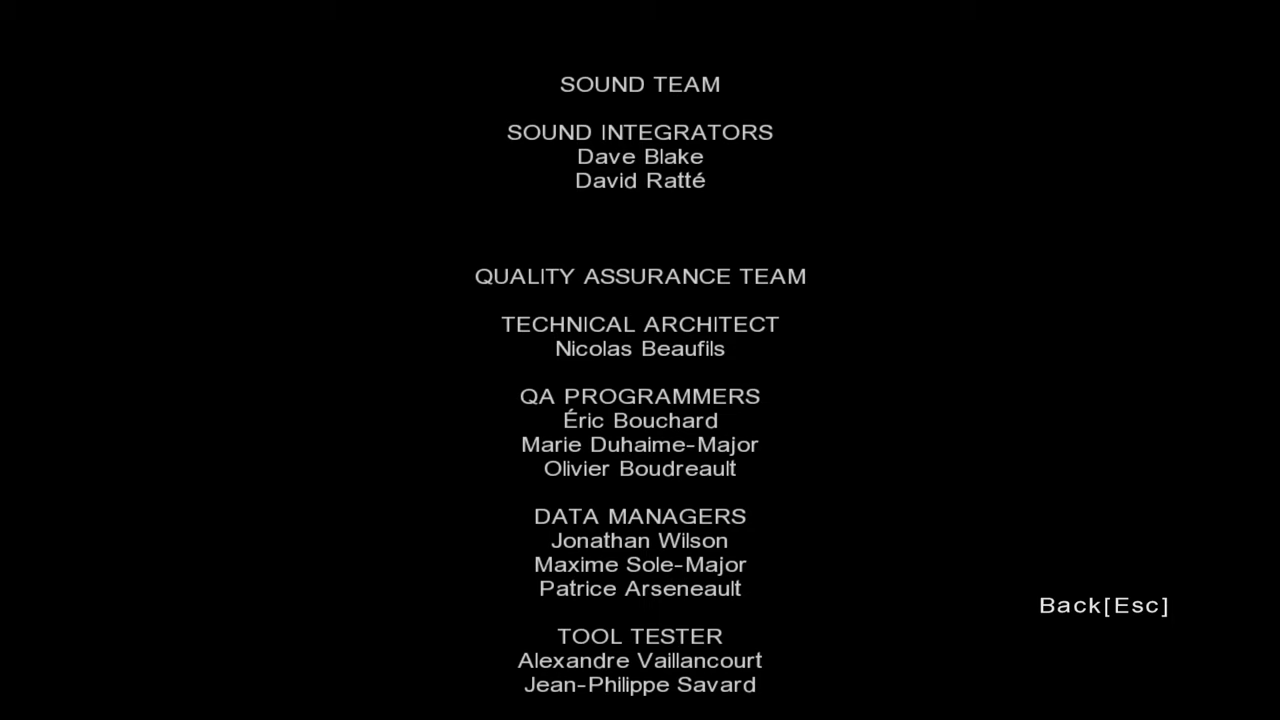 SOUND TEAM
SOUND INTEGRATORS
Dave Blake
David Ratté
QUALITY ASSURANCE TEAM
TECHNICAL ARCHITECT
Nicolas Beaufils
QA PROGRAMMERS
Éric Bouchard
Marie Duhaime-Major
Olivier Boudreault
DATA MANAGERS
Jonathan Wilson
Maxime Sole-Major
Patrice Arseneault
Back[Esc]
TOOL TESTER
Alexandre Vaillancourt
Jean-Philippe Savard